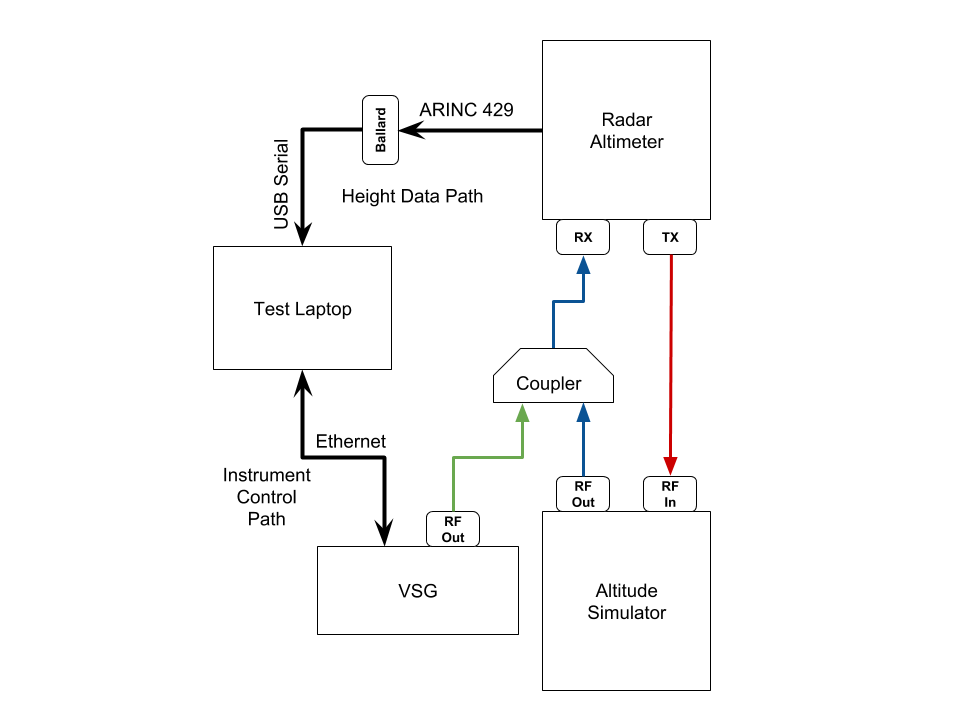 ARINC 429
Ballard
Radar
Altimeter
USB Serial
Height Data Path
RX
TX
Test Laptop
Coupler
Ethernet
Instrument
Control
Path
RF
Out
RF
In
RF
Out
VSG
Altitude
Simulator